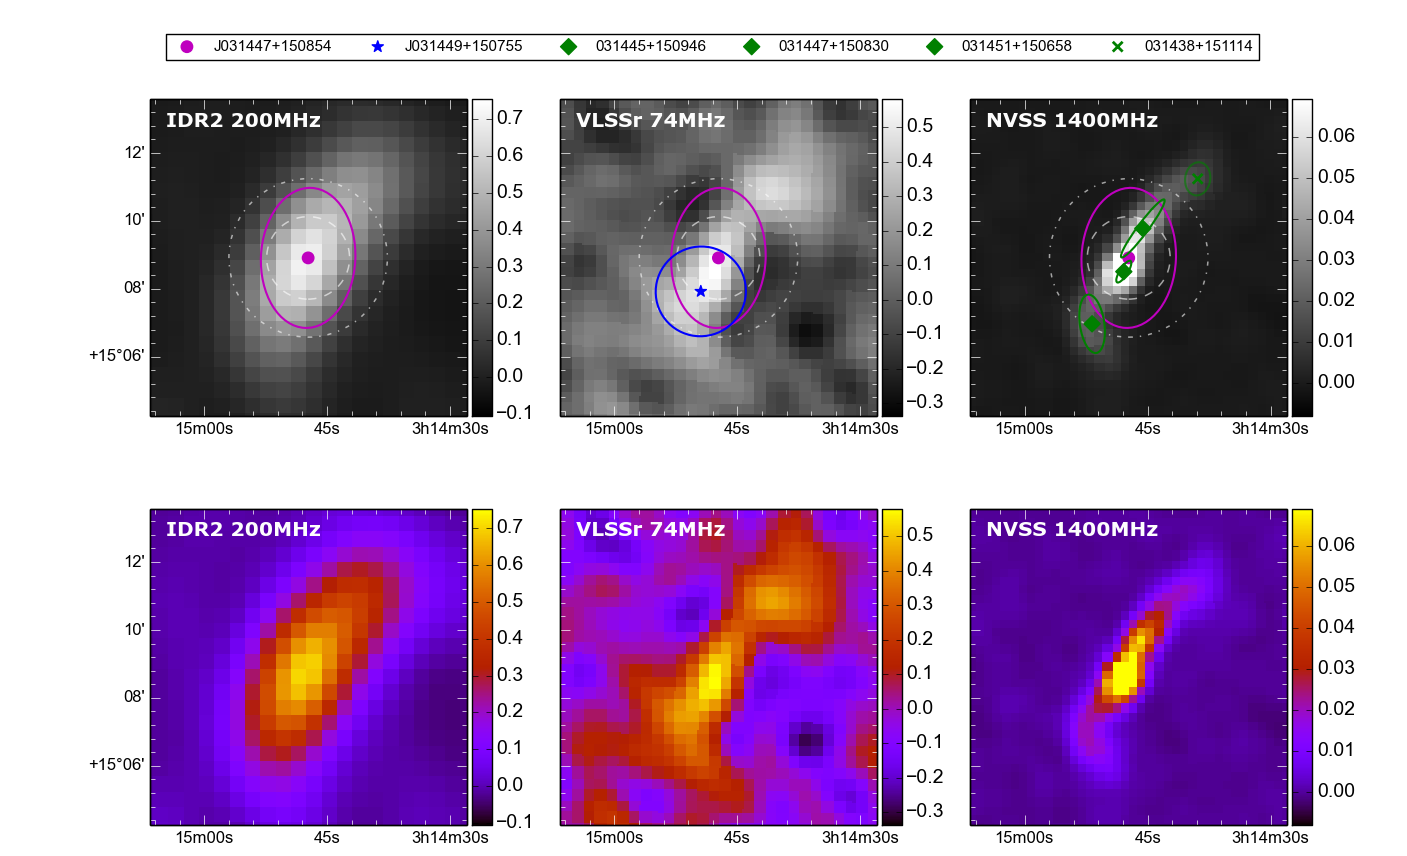 J031447+150854 J031449+150755 031445+150946 031447+150830 031451+150658 031438+151114
IDR2 200MHz VLSSr 74MHz NVSS 1400MHz
12' 10' 08' +15°06'
0.7 0.6 0.5 0.4 0.3 0.2 0.1 0.0 −0.1
0.5 0.4 0.3 0.2 0.1 0.0 −0.1 −0.2 −0.3
0.06 0.05 0.04 0.03 0.02 0.01 0.00
15m00s 45s 3h14m30s 15m00s 45s 3h14m30s 15m00s 45s 3h14m30s
IDR2 200MHz VLSSr 74MHz NVSS 1400MHz
12' 10' 08' +15°06'
0.7 0.6 0.5 0.4 0.3 0.2 0.1 0.0 −0.1
0.5 0.4 0.3 0.2 0.1 0.0 −0.1 −0.2 −0.3
0.06 0.05 0.04 0.03 0.02 0.01 0.00
15m00s 45s 3h14m30s 15m00s 45s 3h14m30s 15m00s 45s 3h14m30s